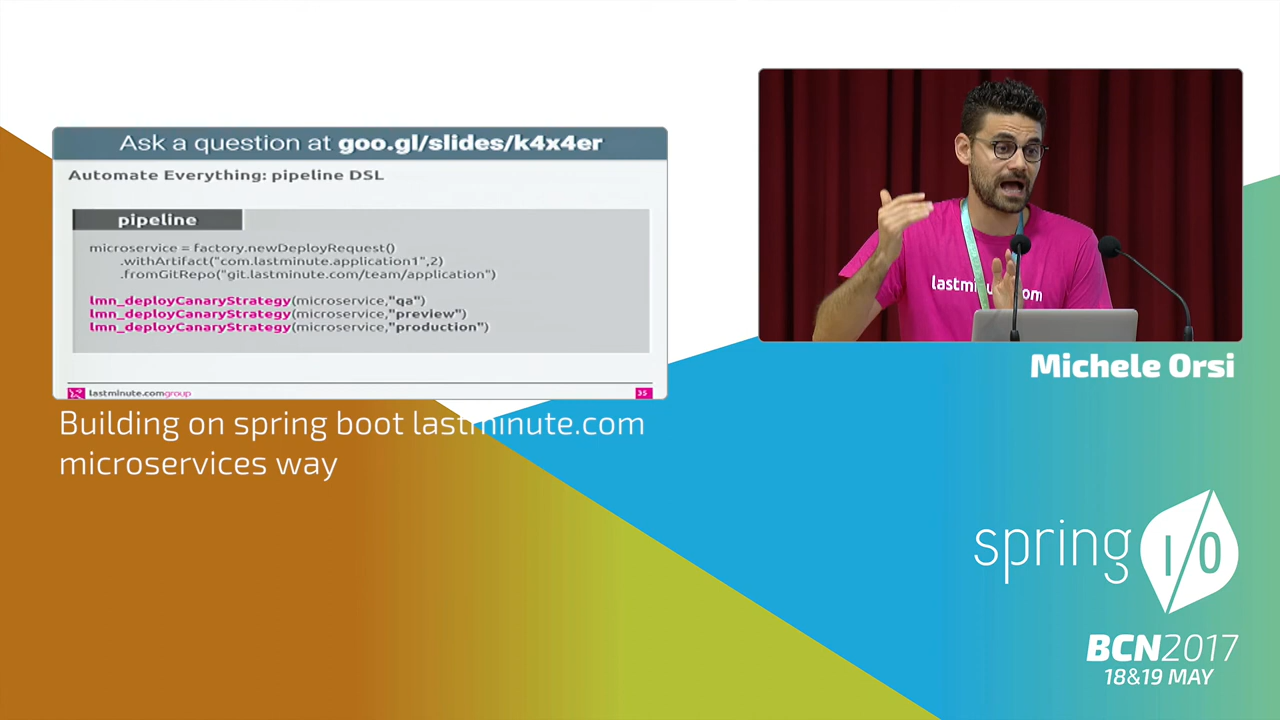 Ask a question at goo.gl/slides/k4x4er
Automate Everything: pipeline DSL
pipeline
microservice = factory.newDeployRequest()
.withArtifact("com.lastminute.application1",2)
.fromGitRepo("git.lastminute.com/team/application")
lmn_deployCanaryStrategy(microservice,"qa")
lmn_deployCanaryStrategy(microservice,"preview")
lmn_deployCanaryStrategy(microservice,"production")
lastminute.comgroup
35
lastminute.com
Michele Orsi
Building on spring boot lastminute.com
microservices way
spring I/O
BCN2017
18&19 MAY